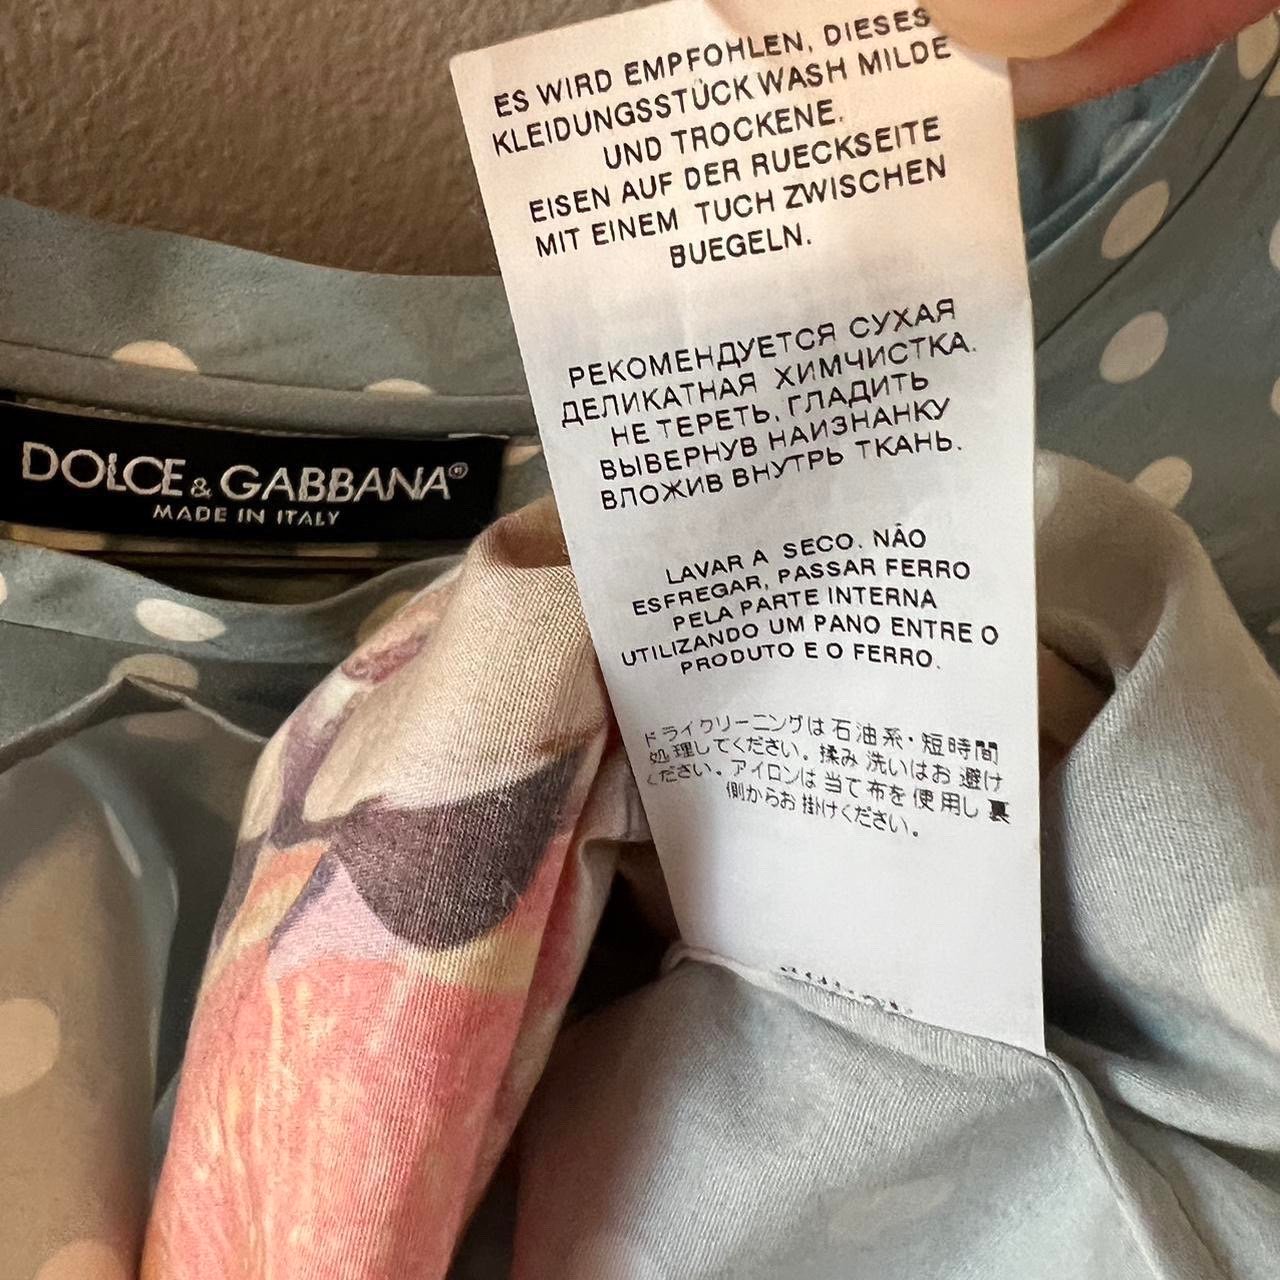 ES WIRD EMPFOHLEN, DIESES
KLEIDUNGSSTÜCK WASH MILDE
UND TROCKENE.
EISEN AUF DER RUECKSEITE
MIT EINEM TUCH ZWISCHEN
BUEGELN.
РЕКОМЕНДУЕТСЯ СУХАЯ
ДЕЛИКАТНАЯ ХИМЧИСТКА.
НЕ ТЕРЕТЬ, ГЛАДИТЬ
ВЫВЕРНУВ НАИЗНАНКУ
ВЛОЖИВ ВНУТРЬ ТКАНЬ.
LAVAR A SECO. NÃO
ESFREGAR, PASSAR FERRO
PELA PARTE INTERNA
UTILIZANDO UM PANO ENTRE O
PRODUTO E O FERRO.
ドライクリーニングは石油系・短時間
処理してください。揉み洗いはお避け
ください。アイロンは当て布を使用し裏
側からお掛けください。
DOLCE & GABBANA®
MADE IN ITALY